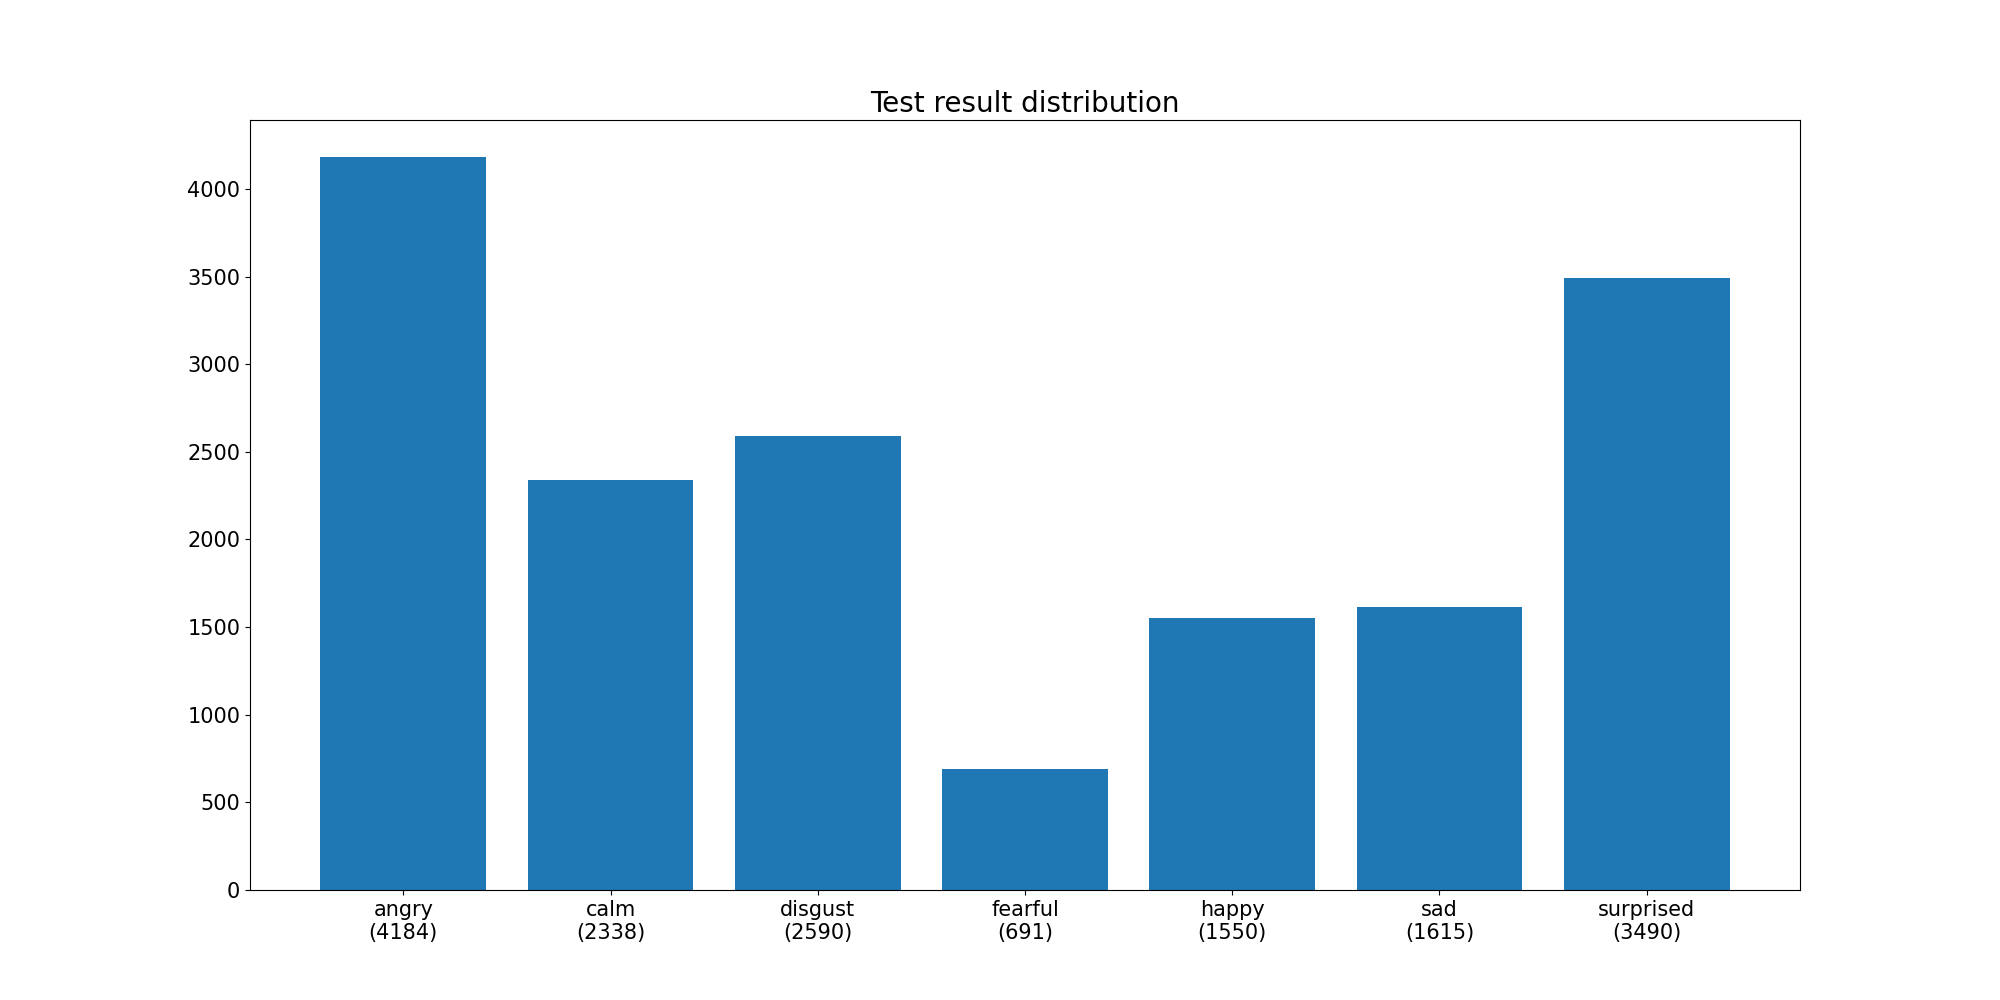 Test result distribution
4000
3500
3000
2500
2000
1500
1000
500
0
angry
(4184)
calm
(2338)
disgust
(2590)
fearful
(691)
happy
(1550)
sad
(1615)
surprised
(3490)